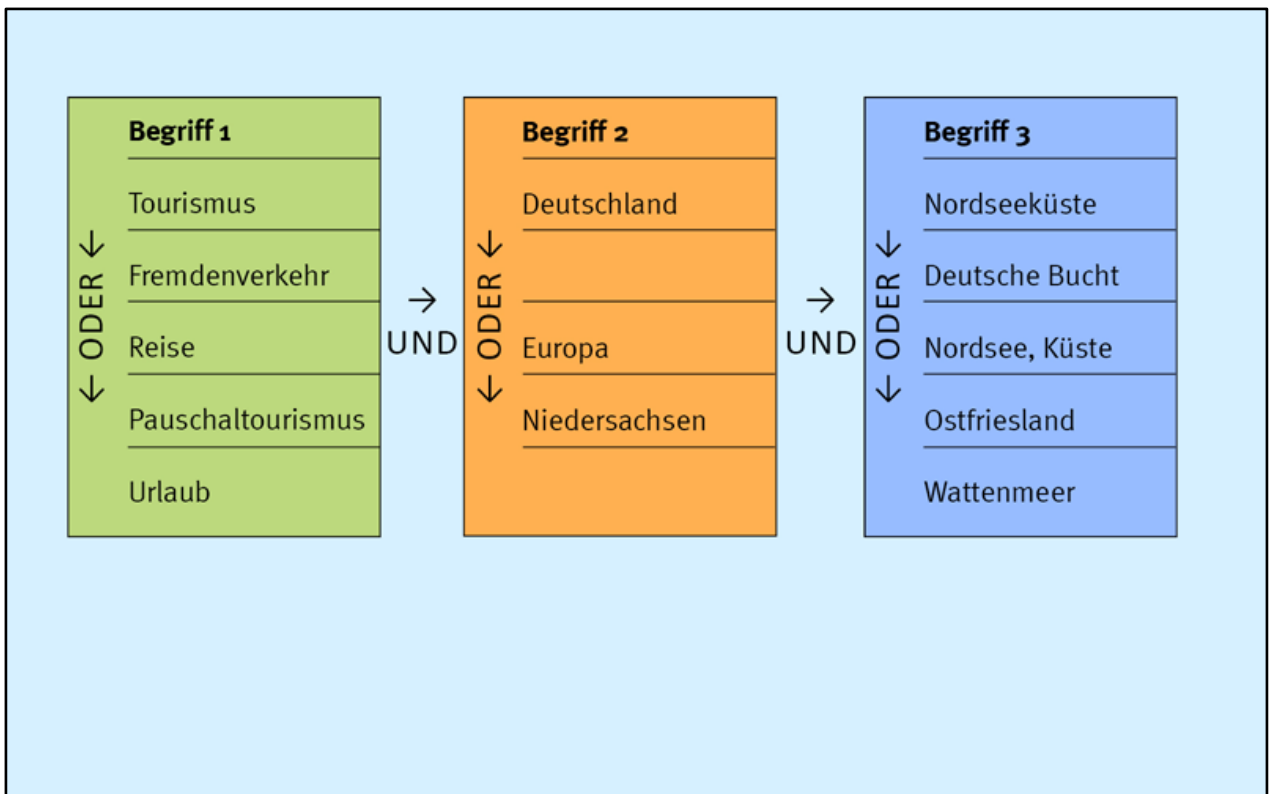 Begriff 1
Tourismus
Fremdenverkehr
Reise
Pauschaltourismus
Urlaub
ODER
UND
Begriff 2
Deutschland
Europa
Niedersachsen
ODER
UND
Begriff 3
Nordseeküste
Deutsche Bucht
Nordsee, Küste
Ostfriesland
Wattenmeer
ODER